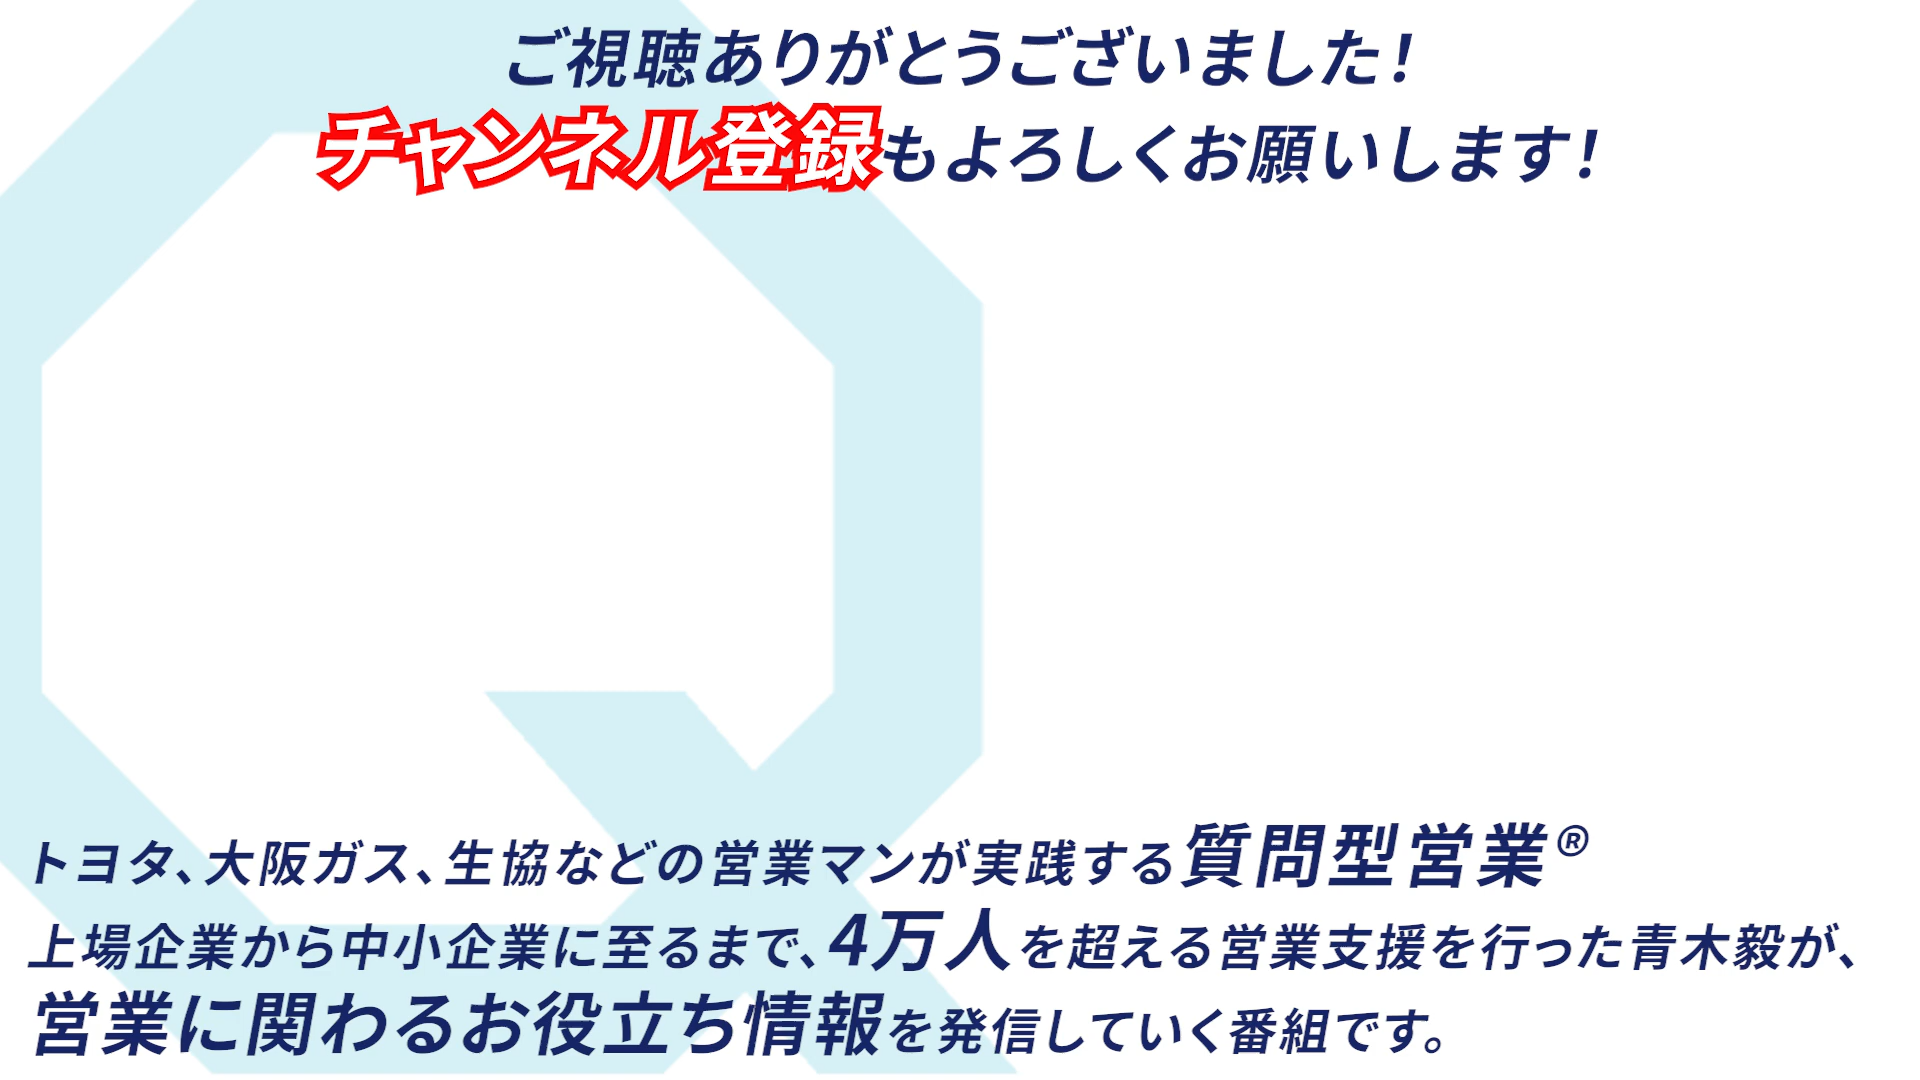 ご視聴ありがとうございました!
チャンネル登録もよろしくお願いします!
トヨタ、大阪ガス、生協などの営業マンが実践する質問型営業®
上場企業から中小企業に至るまで、4万人を超える営業支援を行った青木毅が、
営業に関わるお役立ち情報を発信していく番組です。